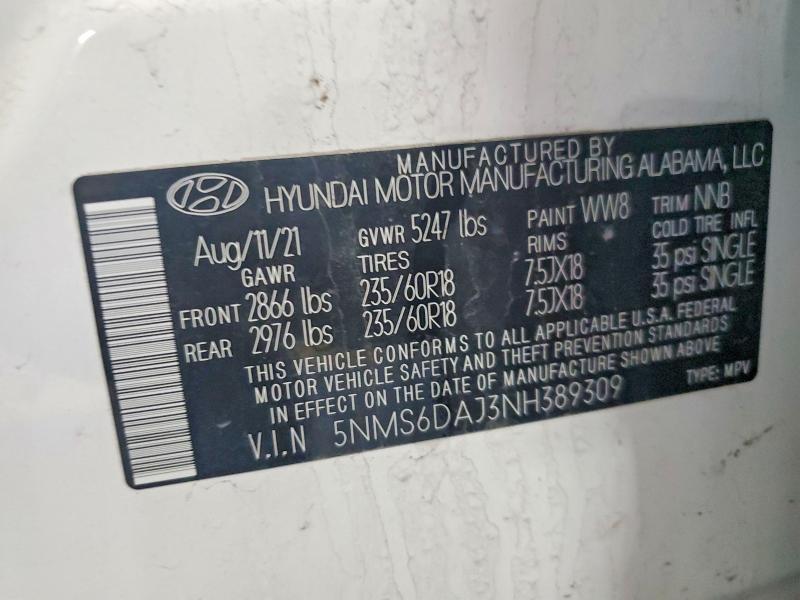 MANUFACTURED BY
HYUNDAI MOTOR MANUFACTURING ALABAMA, LLC
Aug/11/21 GVWR 5247 lbs PAINT WW8 TRIM NNB
GAWR TIRES RIMS COLD TIRE INFL
FRONT 2866 lbs 235/60R18 7.5JX18 35 psi SINGLE
REAR 2976 lbs 235/60R18 7.5JX18 35 psi SINGLE
THIS VEHICLE CONFORMS TO ALL APPLICABLE U.S.A. FEDERAL
MOTOR VEHICLE SAFETY AND THEFT PREVENTION STANDARDS
IN EFFECT ON THE DATE OF MANUFACTURE SHOWN ABOVE
V.I.N 5NMS6DAJ3NH389309 TYPE: MPV